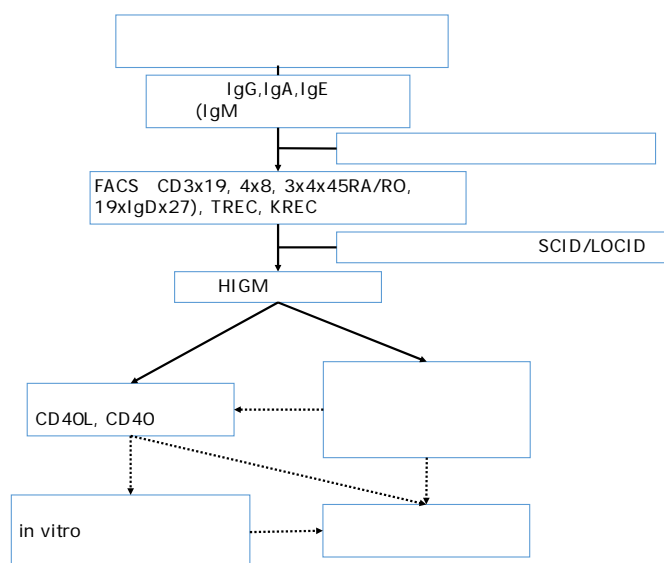 IgG,IgA,IgE
(IgM
FACS CD3x19, 4x8, 3x4x45RA/RO,
19xIgDx27), TREC, KREC
SCID/LOCID
HIGM
CD40L, CD40
in vitro